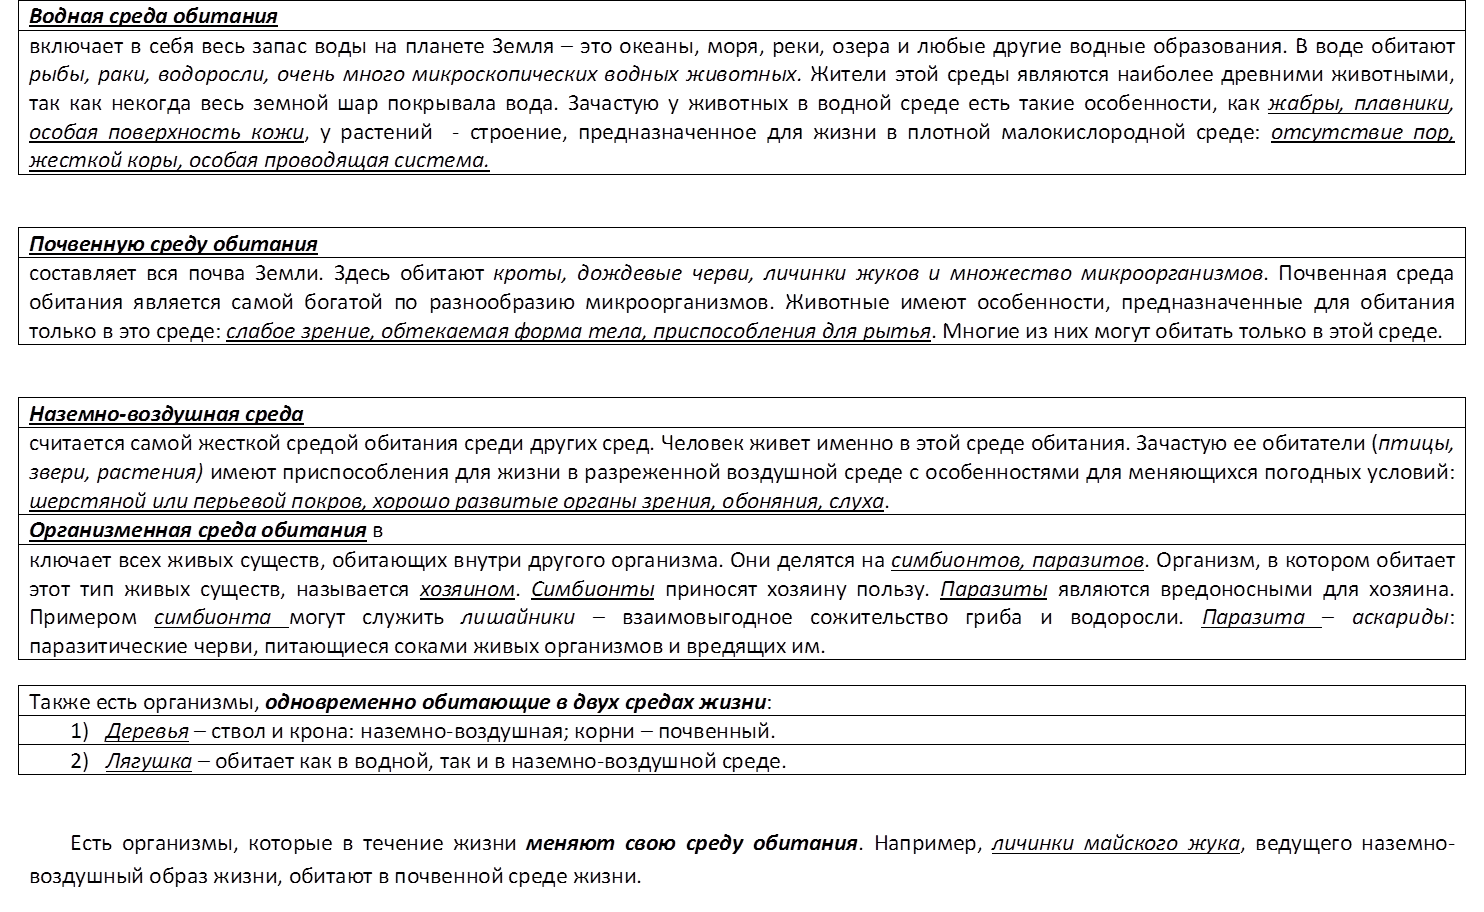 Водная среда обитания
включает в себя весь запас воды на планете Земля – это океаны, моря, реки, озера и любые другие водные образования. В воде обитают
рыбы, раки, водоросли, очень много микроскопических водных животных. Жители этой среды являются наиболее древними животными,
так как некогда весь земной шар покрывала вода. Зачастую у животных в водной среде есть такие особенности, как жабры, плавники,
особая поверхность кожи, у растений - строение, предназначенное для жизни в плотной малокислородной среде: отсутствие пор,
жесткой коры, особая проводящая система.
Почвенную среду обитания
составляет вся почва Земли. Здесь обитают кроты, дождевые черви, личинки жуков и множество микроорганизмов. Почвенная среда
обитания является самой богатой по разнообразию микроорганизмов. Животные имеют особенности, предназначенные для обитания
только в это среде: слабое зрение, обтекаемая форма тела, приспособления для рытья. Многие из них могут обитать только в этой среде.
Наземно-воздушная среда
считается самой жесткой средой обитания среди других сред. Человек живет именно в этой среде обитания. Зачастую ее обитатели (птицы,
звери, растения) имеют приспособления для жизни в разреженной воздушной среде с особенностями для меняющихся погодных условий:
шерстяной или перьевой покров, хорошо развитые органы зрения, обоняния, слуха.
Организменная среда обитания в
ключает всех живых существ, обитающих внутри другого организма. Они делятся на симбионтов, паразитов. Организм, в котором обитает
этот тип живых существ, называется хозяином. Симбионты приносят хозяину пользу. Паразиты являются вредоносными для хозяина.
Примером симбионта могут служить лишайники – взаимовыгодное сожительство гриба и водоросли. Паразита – аскариды:
паразитические черви, питающиеся соками живых организмов и вредящих им.
Также есть организмы, одновременно обитающие в двух средах жизни:
1) Деревья – ствол и крона: наземно-воздушная; корни – почвенный.
2) Лягушка – обитает как в водной, так и в наземно-воздушной среде.
Есть организмы, которые в течение жизни меняют свою среду обитания. Например, личинки майского жука, ведущего наземно-
воздушный образ жизни, обитают в почвенной среде жизни.